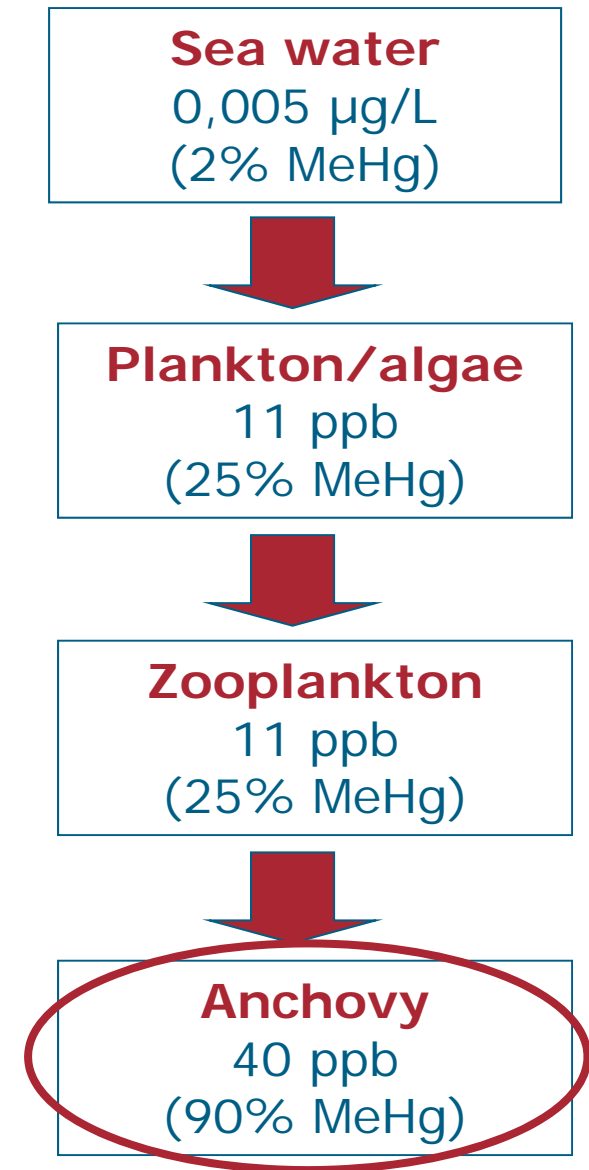 Sea water
0,005 µg/L
(2% MeHg)
Plankton/algae
11 ppb
(25% MeHg)
Zooplankton
11 ppb
(25% MeHg)
Anchovy
40 ppb
(90% MeHg)